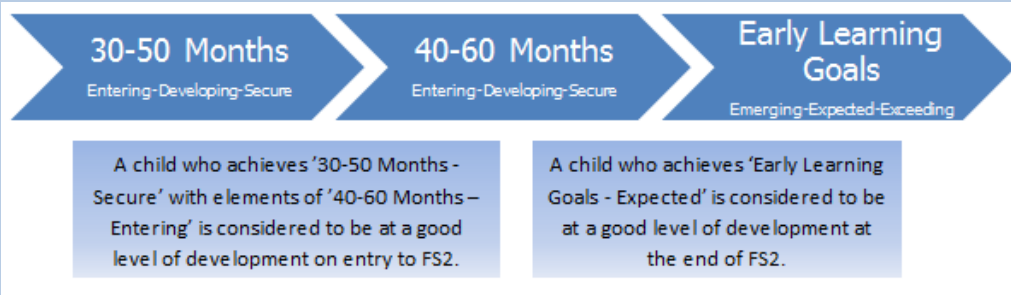 30-50 Months
Entering-Developing-Secure
40-60 Months
Entering-Developing-Secure
Early Learning
Goals
Emerging-Expected-Exceeding
A child who achieves ’30-50 Months -
Secure’ with elements of ’40-60 Months –
Entering’ is considered to be at a good
level of development on entry to FS2.
A child who achieves ‘Early Learning
Goals - Expected’ is considered to be
at a good level of development at
the end of FS2.